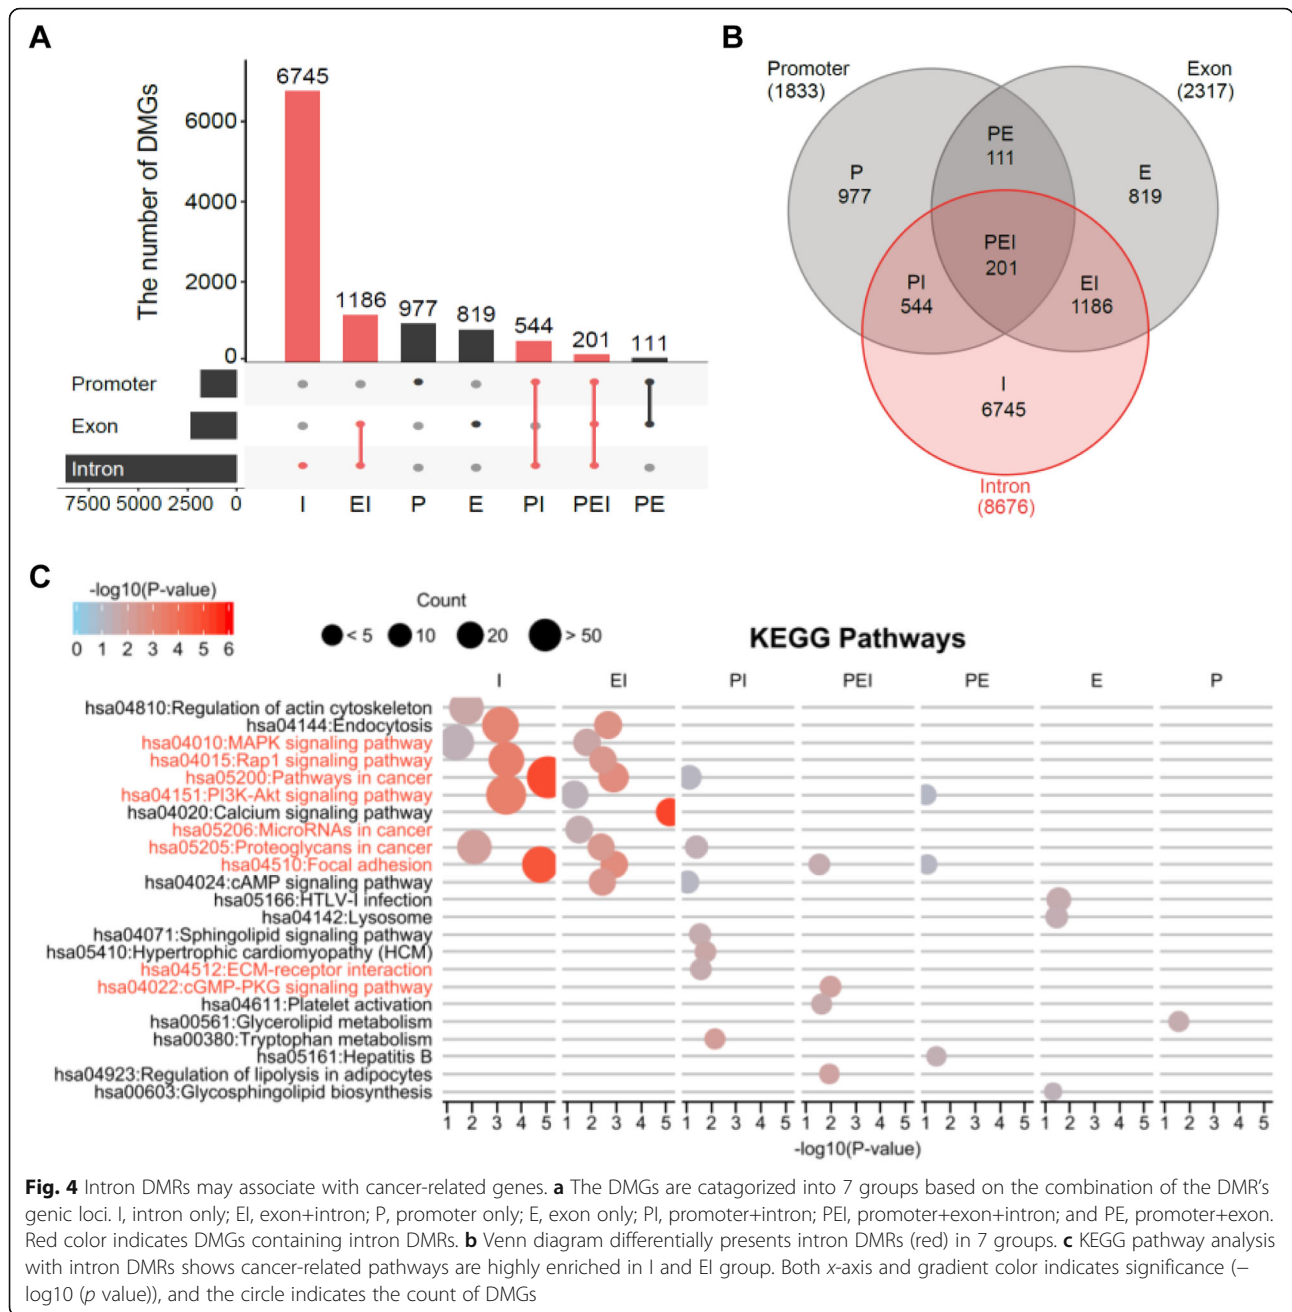 A
6745
6000
4000
2000
0
The number of DMGs
1186
977
819
544
201
111
Promoter
Exon
Intron
7500 5000 2500 0
I EI P E PI PEI PE
B
Promoter
(1833)
Exon
(2317)
PE
111
P
977
E
819
PEI
201
PI
544
EI
1186
I
6745
Intron
(8676)
C
-log10(P-value)
0 1 2 3 4 5 6
Count
< 5 10 20 > 50
KEGG Pathways
I EI PI PEI PE E P
hsa04810:Regulation of actin cytoskeleton
hsa04144:Endocytosis
hsa04010:MAPK signaling pathway
hsa04015:Rap1 signaling pathway
hsa05200:Pathways in cancer
hsa04151:PI3K-Akt signaling pathway
hsa04020:Calcium signaling pathway
hsa05206:MicroRNAs in cancer
hsa05205:Proteoglycans in cancer
hsa04510:Focal adhesion
hsa04024:cAMP signaling pathway
hsa05166:HTLV-I infection
hsa04142:Lysosome
hsa04071:Sphingolipid signaling pathway
hsa05410:Hypertrophic cardiomyopathy (HCM)
hsa04512:ECM-receptor interaction
hsa04022:cGMP-PKG signaling pathway
hsa04611:Platelet activation
hsa00561:Glycerolipid metabolism
hsa00380:Tryptophan metabolism
hsa05161:Hepatitis B
hsa04923:Regulation of lipolysis in adipocytes
hsa00603:Glycosphingolipid biosynthesis
1 2 3 4 5 1 2 3 4 5 1 2 3 4 5 1 2 3 4 5 1 2 3 4 5 1 2 3 4 5 1 2 3 4 5
-log10(P-value)
Fig. 4 Intron DMRs may associate with cancer-related genes. a The DMGs are catagorized into 7 groups based on the combination of the DMR's
genic loci. I, intron only; EI, exon+intron; P, promoter only; E, exon only; PI, promoter+intron; PEI, promoter+exon+intron; and PE, promoter+exon.
Red color indicates DMGs containing intron DMRs. b Venn diagram differentially presents intron DMRs (red) in 7 groups. c KEGG pathway analysis
with intron DMRs shows cancer-related pathways are highly enriched in I and EI group. Both x-axis and gradient color indicates significance (−
log10 (p value)), and the circle indicates the count of DMGs